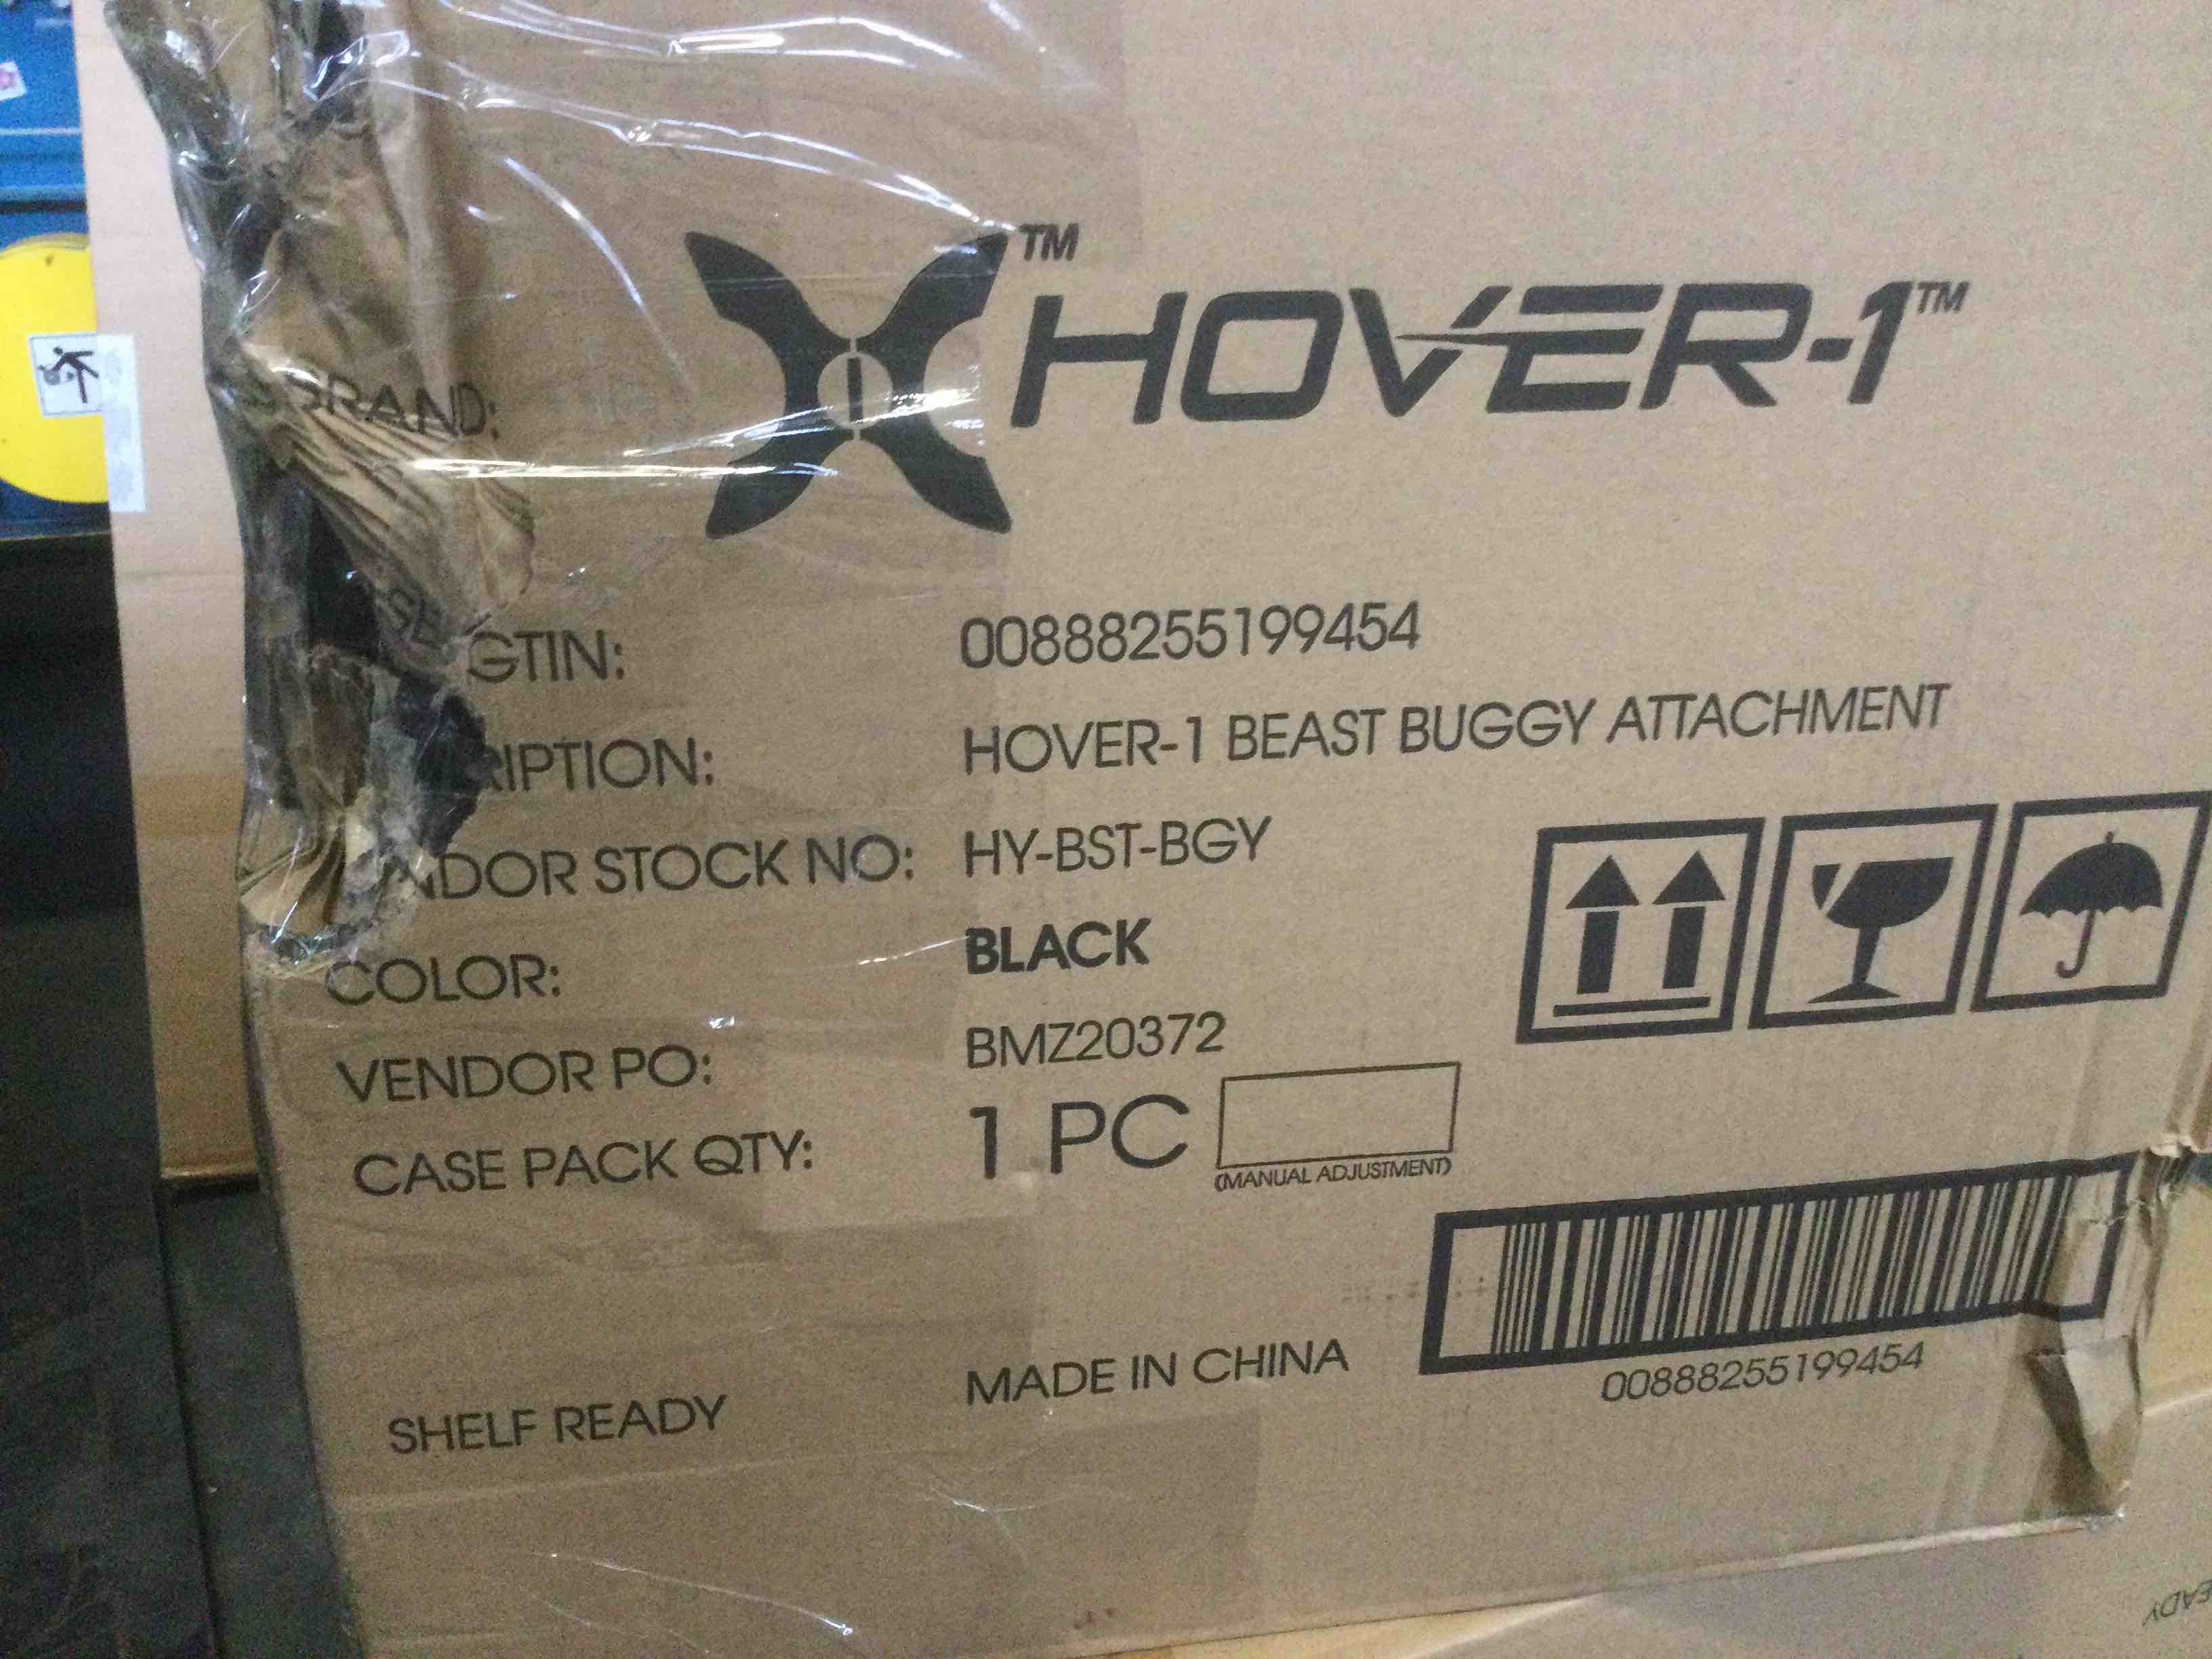 TM
HOVER-1™
BRAND:
GTIN: 00888255199454
RIPTION: HOVER-1 BEAST BUGGY ATTACHMENT
NDOR STOCK NO: HY-BST-BGY
COLOR: BLACK
VENDOR PO: BMZ20372
CASE PACK QTY: 1 PC
(MANUAL ADJUSTMENT)
SHELF READY MADE IN CHINA
00888255199454